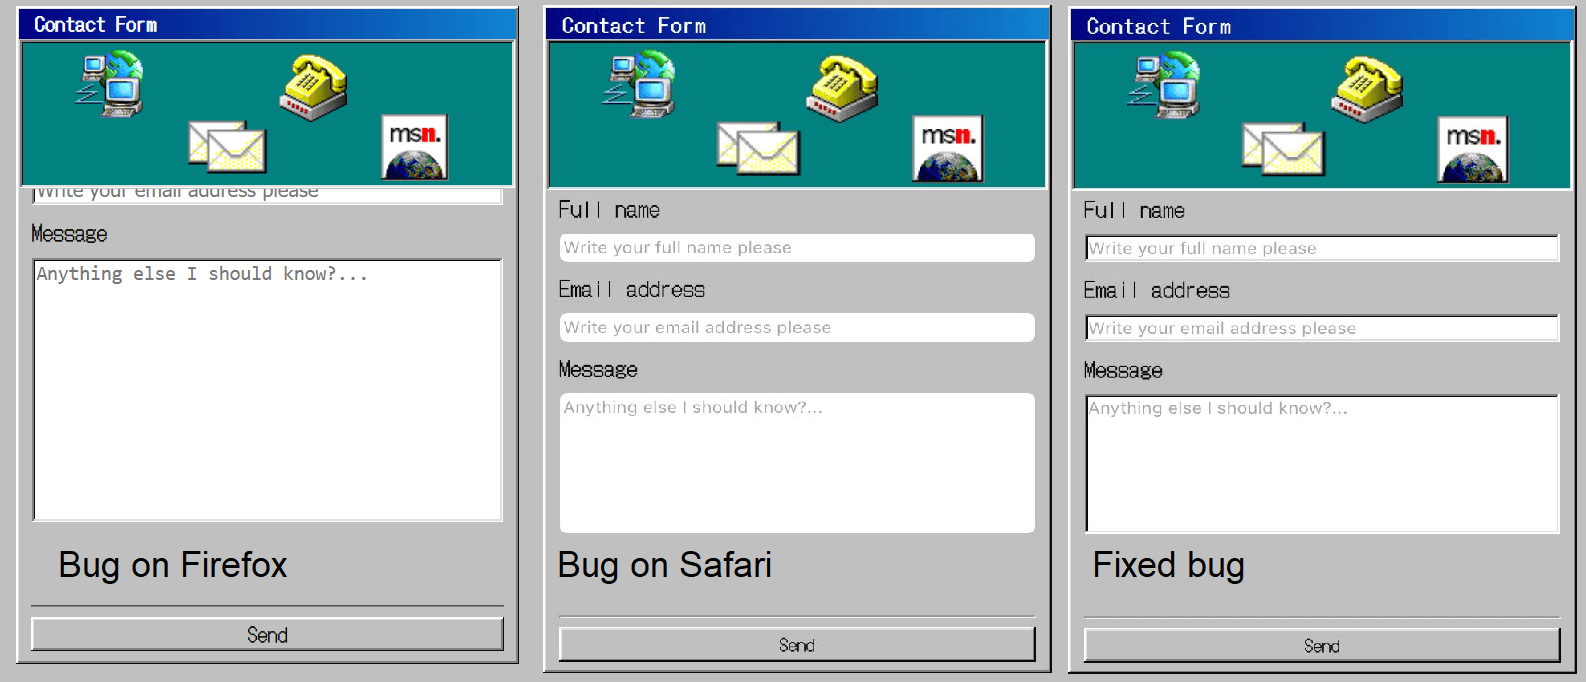 Contact Form
msn.
Write your email address please
Message
Anything else I should know?...
Bug on Firefox
Send
Contact Form
msn.
Full name
Write your full name please
Email address
Write your email address please
Message
Anything else I should know?...
Bug on Safari
Send
Contact Form
msn.
Full name
Write your full name please
Email address
Write your email address please
Message
Anything else I should know?...
Fixed bug
Send